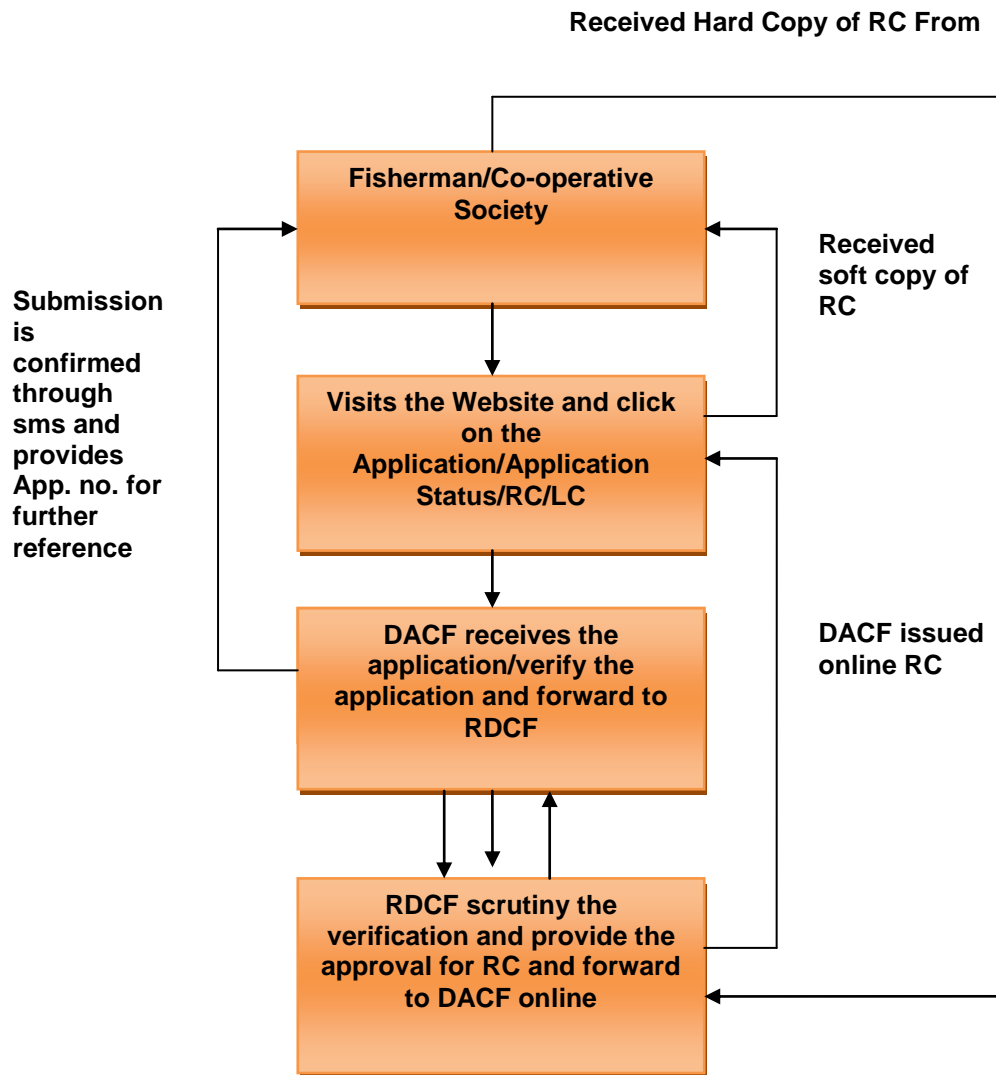 Received Hard Copy of RC From
Fisherman/Co-operative
Society
Received
soft copy of
RC
Submission
is
confirmed
through
sms and
provides
App. no. for
further
reference
Visits the Website and click
on the
Application/Application
Status/RC/LC
DACF receives the
application/verify the
application and forward to
RDCF
DACF issued
online RC
RDCF scrutiny the
verification and provide the
approval for RC and forward
to DACF online